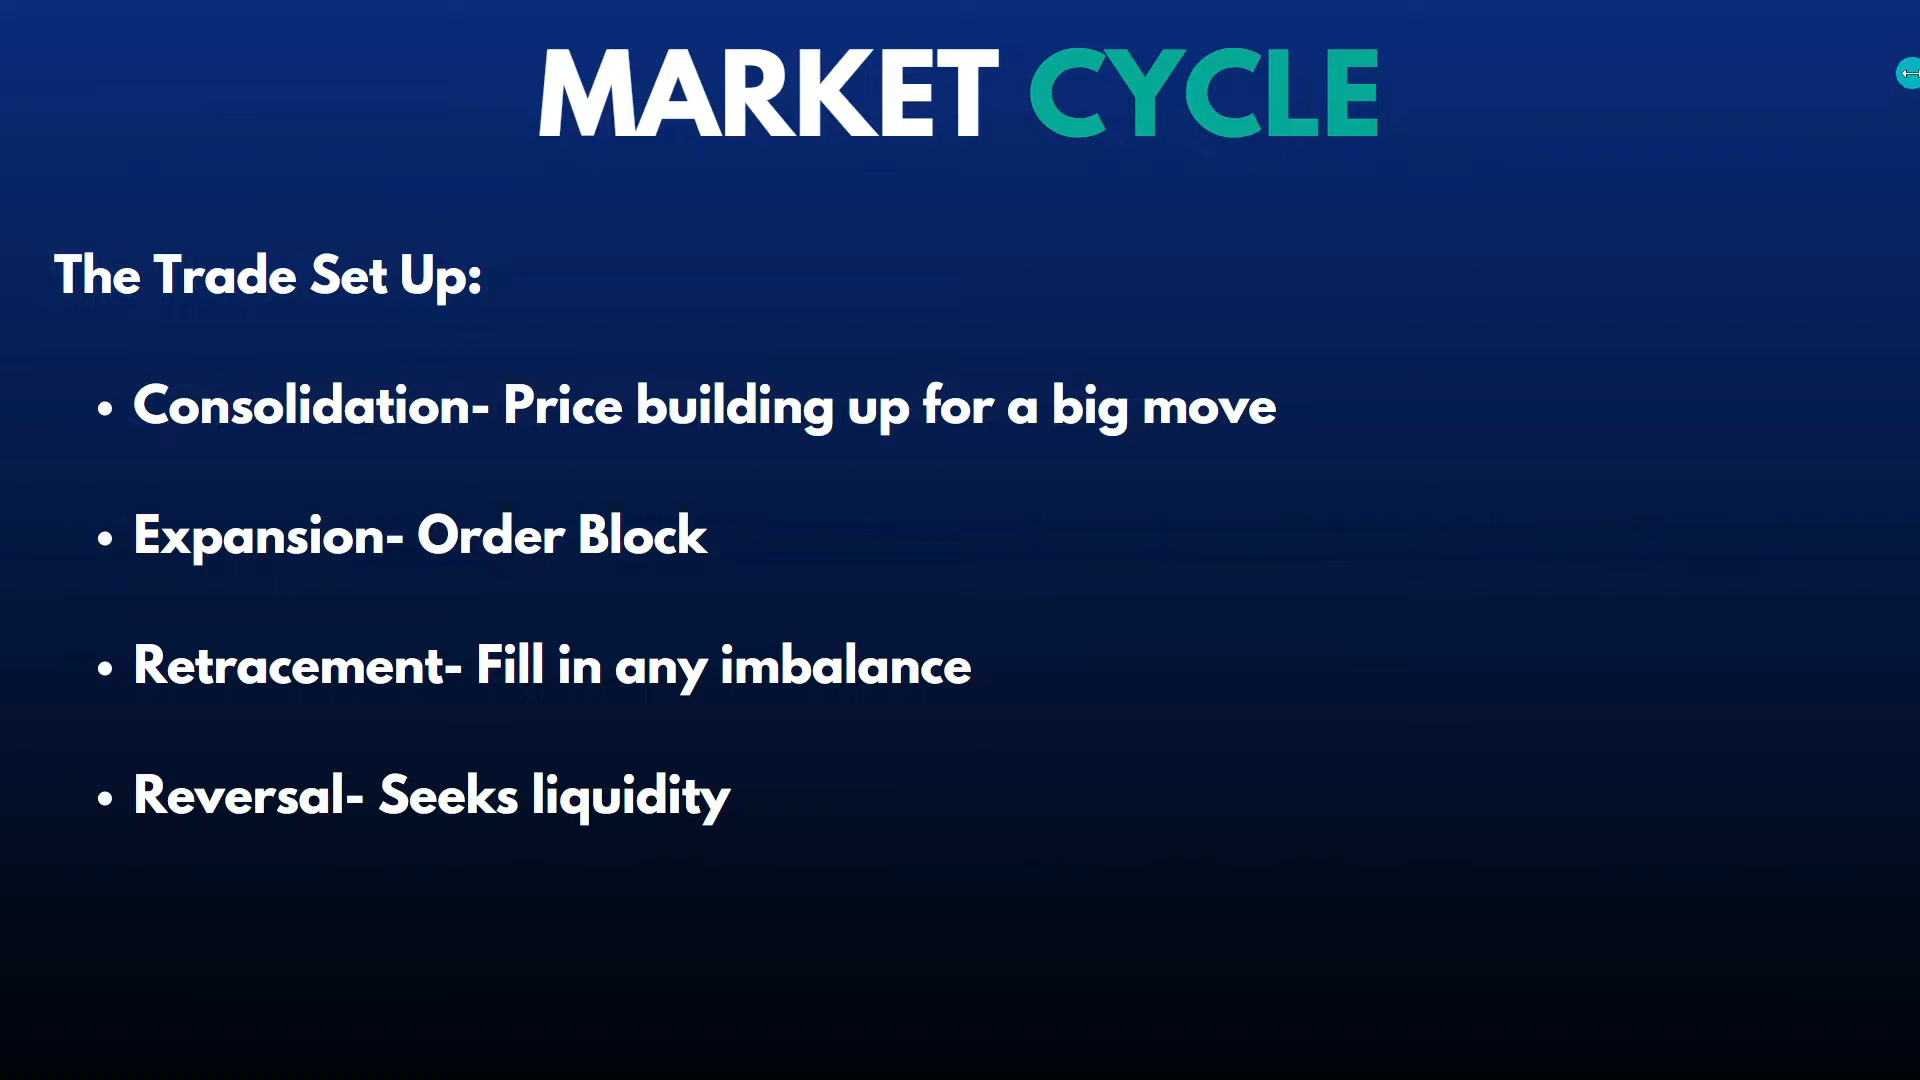 MARKET CYCLE
The Trade Set Up:
• Consolidation- Price building up for a big move
• Expansion- Order Block
• Retracement- Fill in any imbalance
• Reversal- Seeks liquidity